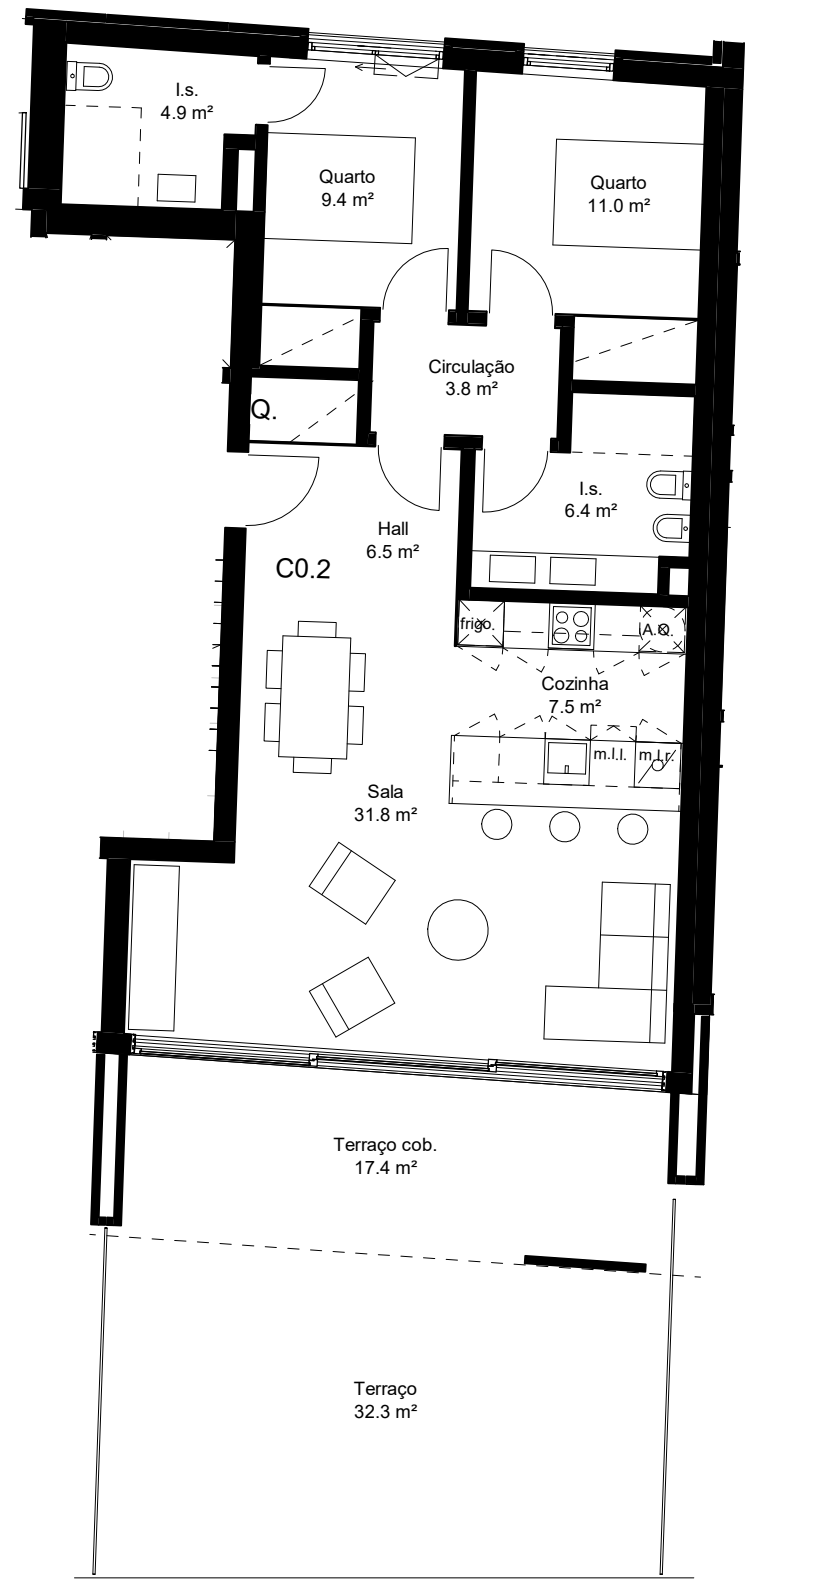 I.s.
4.9 m²
Quarto
9.4 m²
Quarto
11.0 m²
Circulação
3.8 m²
Q.
I.s.
6.4 m²
Hall
6.5 m²
C0.2
frigo.
A.Q.
Cozinha
7.5 m²
m.l.l.
m.l.r.
Sala
31.8 m²
Terraço cob.
17.4 m²
Terraço
32.3 m²